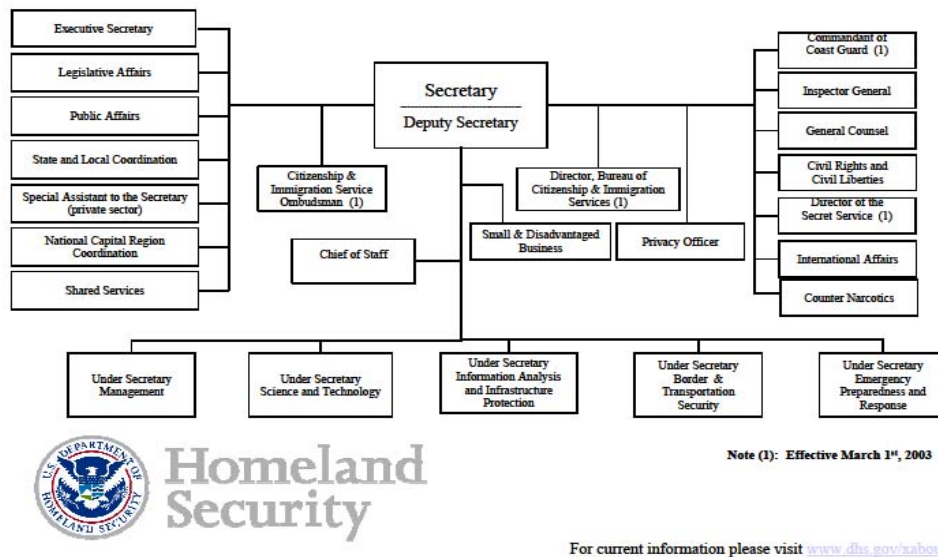 Executive Secretary
Legislative Affairs
Public Affairs
State and Local Coordination
Special Assistant to the Secretary
(private sector)
National Capital Region
Coordination
Shared Services
Secretary
Deputy Secretary
Citizenship &
Immigration Service
Ombudsman (1)
Chief of Staff
Small & Disadvantaged
Business
Director, Bureau of
Citizenship & Immigration
Services (1)
Privacy Officer
Commandant of
Coast Guard (1)
Inspector General
General Counsel
Civil Rights and
Civil Liberties
Director of the
Secret Service (1)
International Affairs
Counter Narcotics
Under Secretary
Management
Under Secretary
Science and Technology
Under Secretary
Information Analysis
and Infrastructure
Protection
Under Secretary
Border &
Transportation
Security
Under Secretary
Emergency
Preparedness and
Response
U.S. DEPARTMENT OF
HOMELAND SECURITY
Homeland
Security
Note (1): Effective March 1st, 2003
For current information please visit www.dhs.gov/xabou